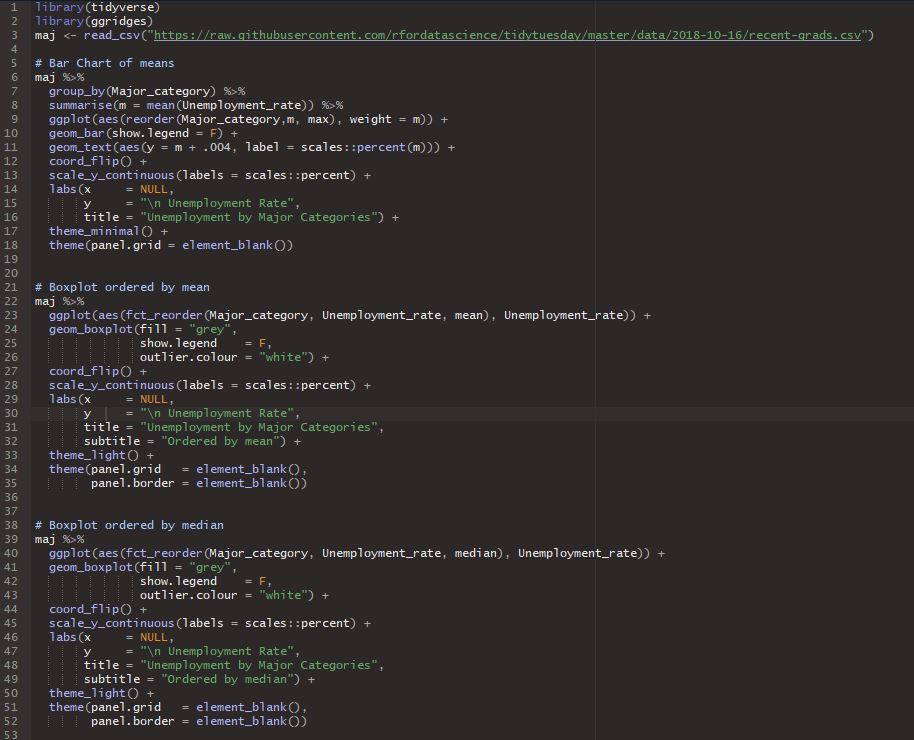 1 library(tidyverse)
2 library(ggridges)
3 maj <- read_csv("https://raw.githubusercontent.com/rfordatascience/tidytuesday/master/data/2018-10-16/recent-grads.csv")
4
5 # Bar Chart of means
6 maj %>%
7   group_by(Major_category) %>%
8   summarise(m = mean(Unemployment_rate)) %>%
9   ggplot(aes(reorder(Major_category,m, max), weight = m)) +
10   geom_bar(show.legend = F) +
11   geom_text(aes(y = m + .004, label = scales::percent(m))) +
12   coord_flip() +
13   scale_y_continuous(labels = scales::percent) +
14   labs(x     = NULL,
15        y     = "\n Unemployment Rate",
16        title = "Unemployment by Major Categories") +
17   theme_minimal() +
18   theme(panel.grid = element_blank())
19
20
21 # Boxplot ordered by mean
22 maj %>%
23   ggplot(aes(fct_reorder(Major_category, Unemployment_rate, mean), Unemployment_rate)) +
24   geom_boxplot(fill = "grey",
25                show.legend    = F,
26                outlier.colour = "white") +
27   coord_flip() +
28   scale_y_continuous(labels = scales::percent) +
29   labs(x     = NULL,
30        y     = "\n Unemployment Rate",
31        title = "Unemployment by Major Categories",
32        subtitle = "Ordered by mean") +
33   theme_light() +
34   theme(panel.grid   = element_blank(),
35         panel.border = element_blank())
36
37
38 # Boxplot ordered by median
39 maj %>%
40   ggplot(aes(fct_reorder(Major_category, Unemployment_rate, median), Unemployment_rate)) +
41   geom_boxplot(fill = "grey",
42                show.legend    = F,
43                outlier.colour = "white") +
44   coord_flip() +
45   scale_y_continuous(labels = scales::percent) +
46   labs(x     = NULL,
47        y     = "\n Unemployment Rate",
48        title = "Unemployment by Major Categories",
49        subtitle = "Ordered by median") +
50   theme_light() +
51   theme(panel.grid   = element_blank(),
52         panel.border = element_blank())
53